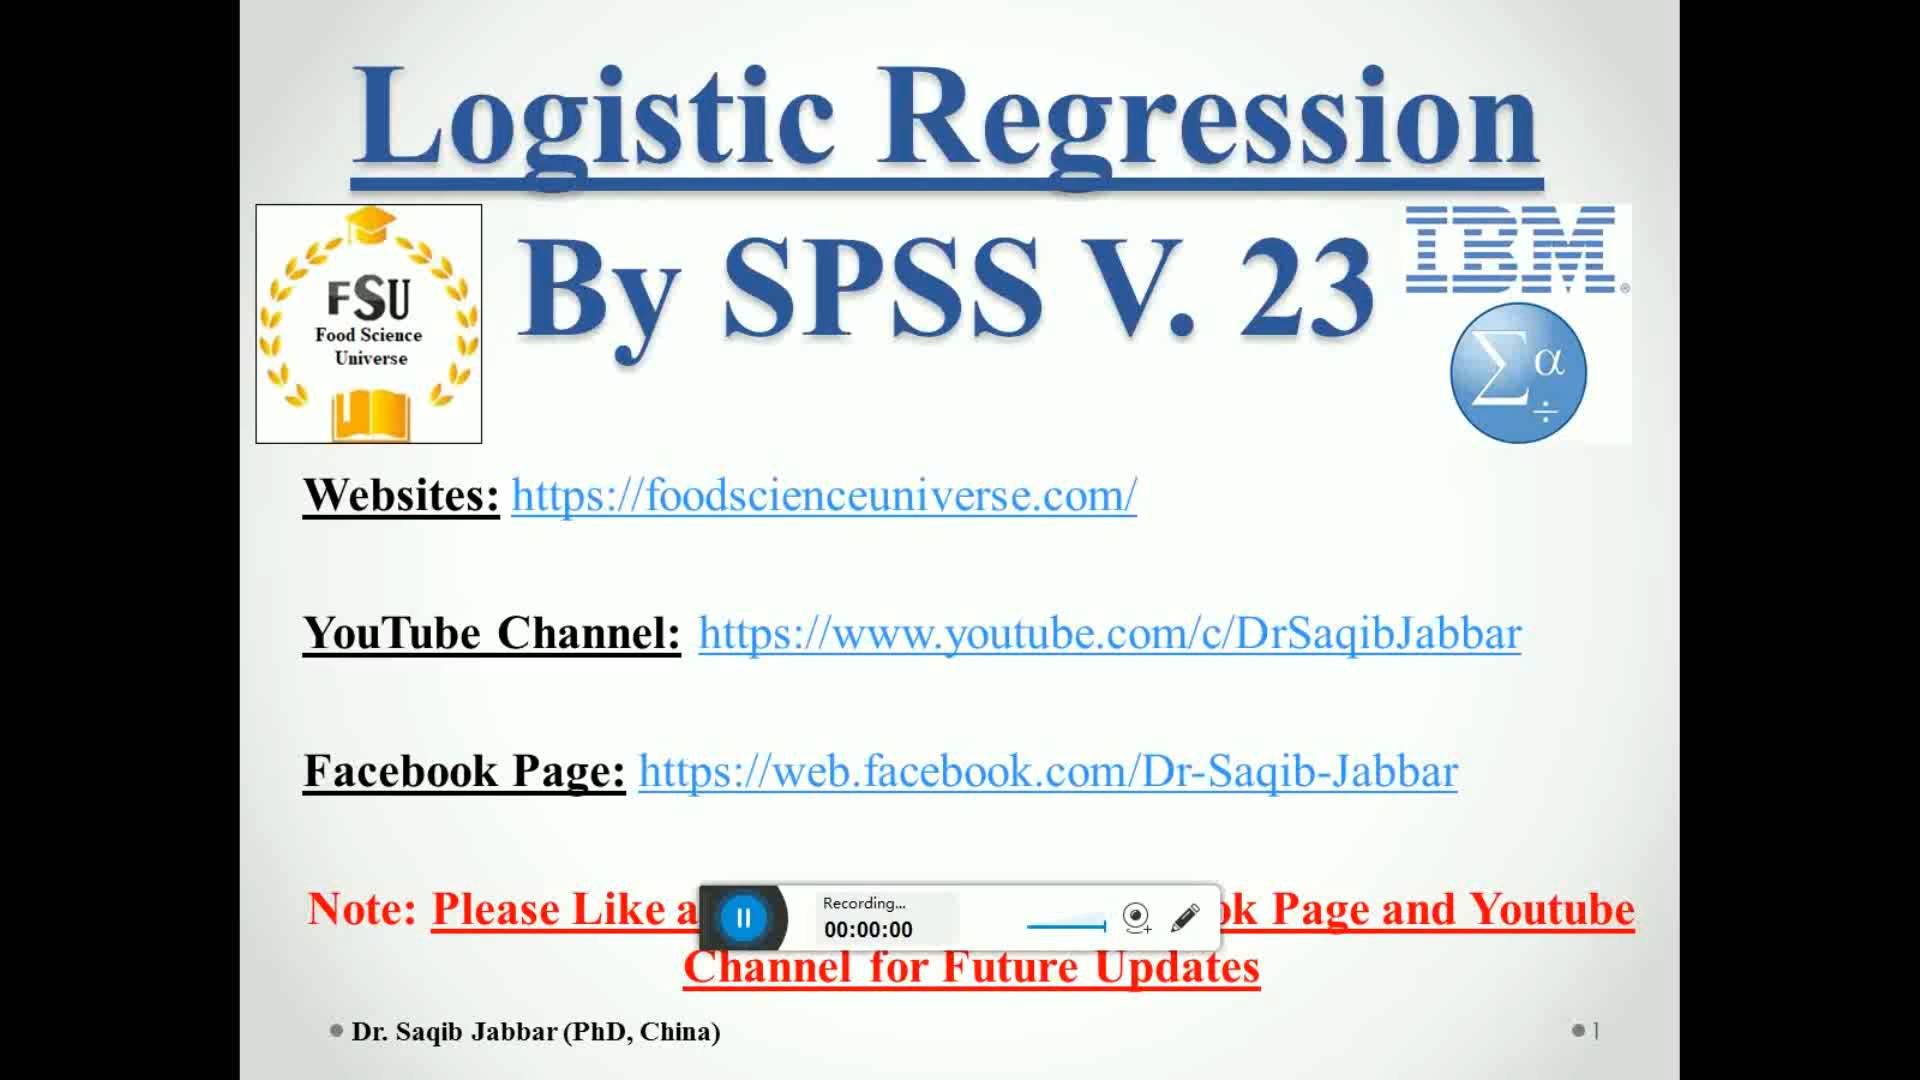 Logistic Regression
By SPSS V. 23
IBM®
Σα÷
FSU
Food Science
Universe
Websites: https://foodscienceuniverse.com/
YouTube Channel: https://www.youtube.com/c/DrSaqibJabbar
Facebook Page: https://web.facebook.com/Dr-Saqib-Jabbar
Note: Please Like a ok Page and Youtube
Recording...
00:00:00
Channel for Future Updates
Dr. Saqib Jabbar (PhD, China)
1